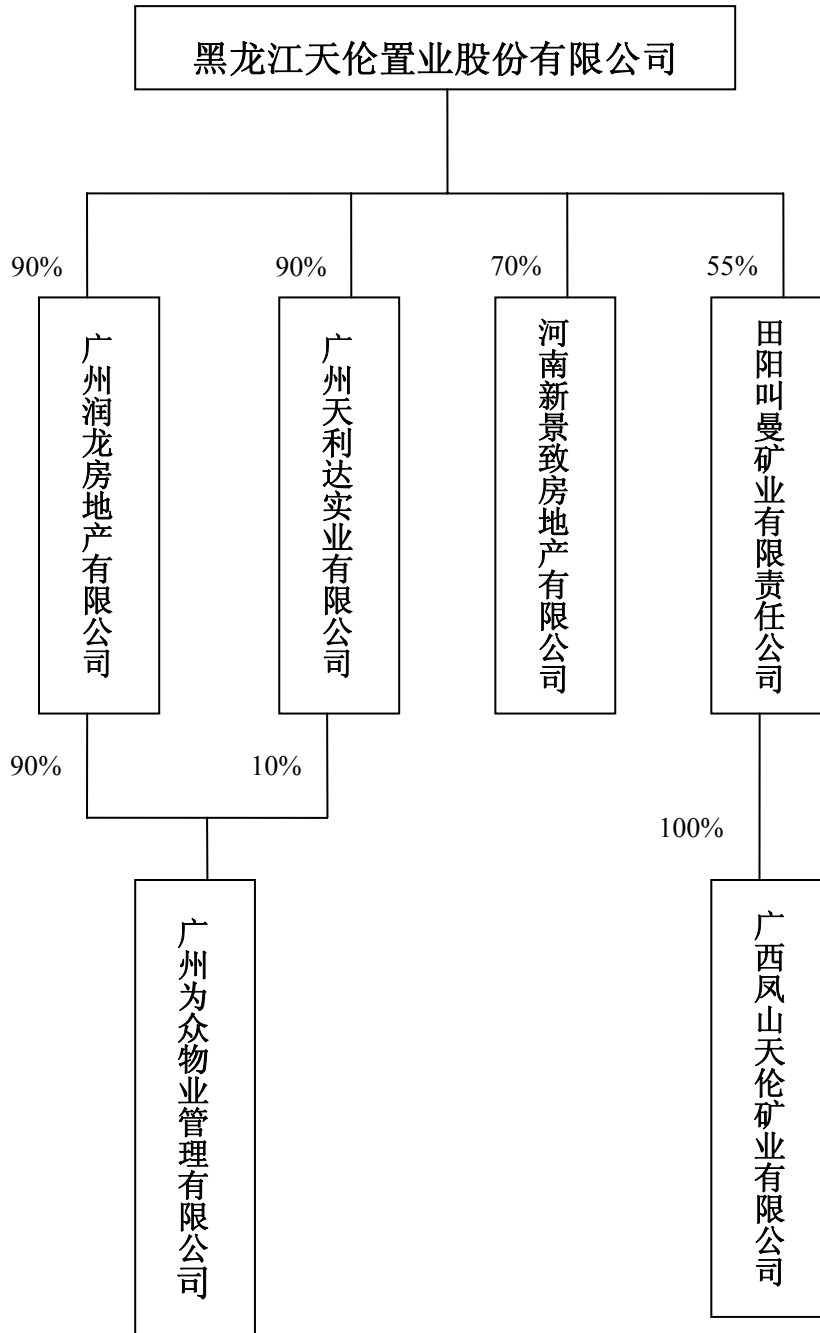 黑龙江天伦置业股份有限公司
90%
90%
70%
55%
广州润龙房地产有限公司
广州天利达实业有限公司
河南新景致房地产有限公司
田阳叫曼矿业有限责任公司
90%
10%
100%
广州为众物业管理有限公司
广西凤山天伦矿业有限公司